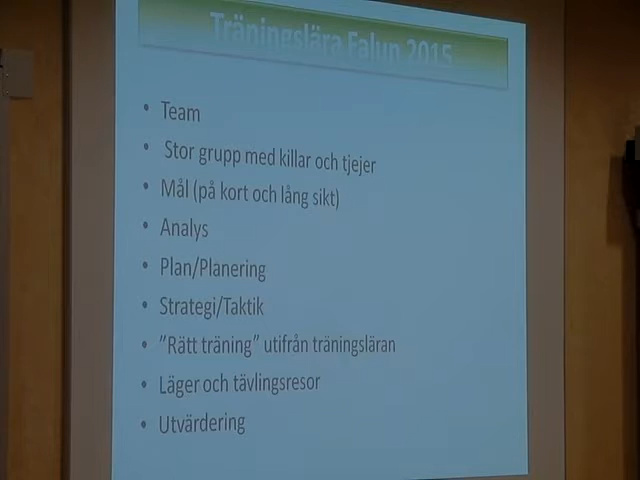 Träningslära Falun 2015
• Team
• Stor grupp med killar och tjejer
• Mål (på kort och lång sikt)
• Analys
• Plan/Planering
• Strategi/Taktik
• ”Rätt träning” utifrån träningsläran
• Läger och tävlingsresor
• Utvärdering